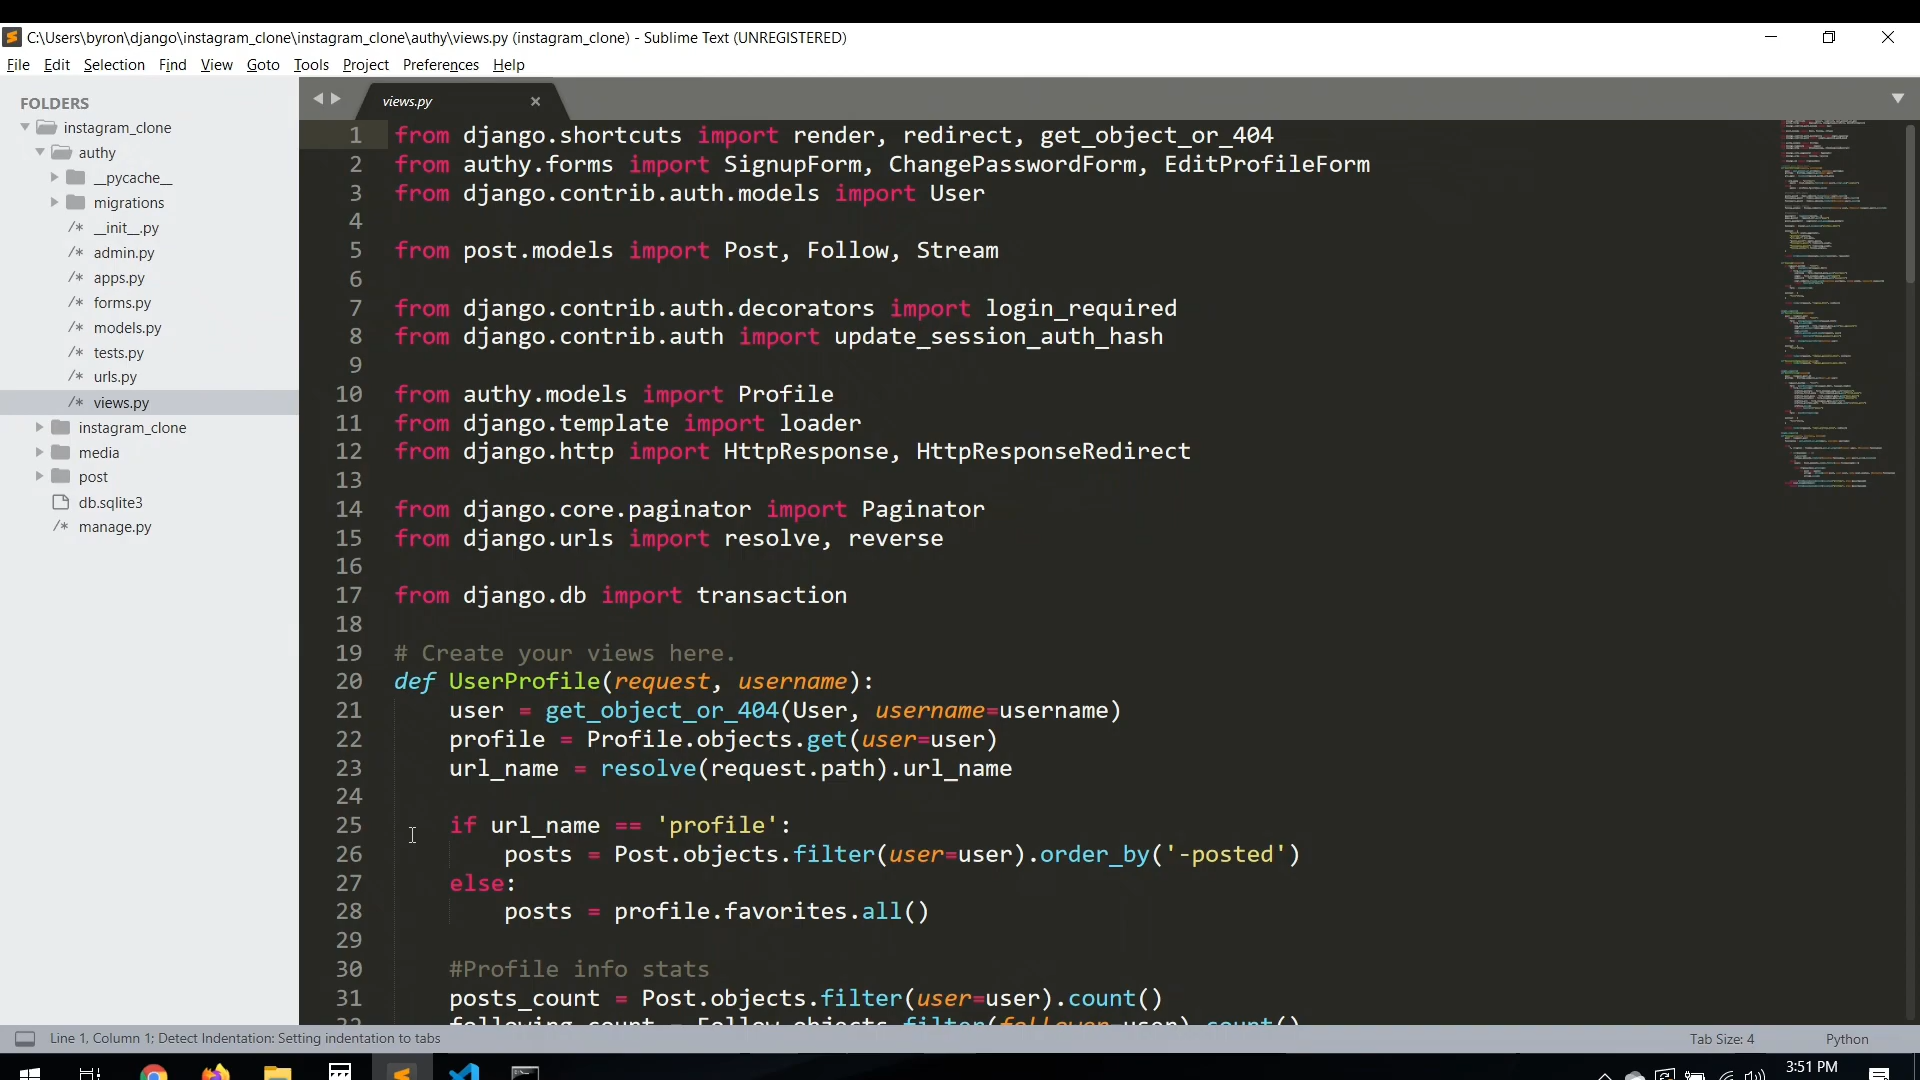 C:\Users\byron\django\instagram_clone\instagram_clone\authy\views.py (instagram_clone) - Sublime Text (UNREGISTERED)
File Edit Selection Find View Goto Tools Project Preferences Help
FOLDERS
instagram_clone
authy
__pycache__
migrations
__init__.py
admin.py
apps.py
forms.py
models.py
tests.py
urls.py
views.py
instagram_clone
media
post
db.sqlite3
manage.py
views.py
1 from django.shortcuts import render, redirect, get_object_or_404
2 from authy.forms import SignupForm, ChangePasswordForm, EditProfileForm
3 from django.contrib.auth.models import User
4
5 from post.models import Post, Follow, Stream
6
7 from django.contrib.auth.decorators import login_required
8 from django.contrib.auth import update_session_auth_hash
9
10 from authy.models import Profile
11 from django.template import loader
12 from django.http import HttpResponse, HttpResponseRedirect
13
14 from django.core.paginator import Paginator
15 from django.urls import resolve, reverse
16
17 from django.db import transaction
18
19 # Create your views here.
20 def UserProfile(request, username):
21 user = get_object_or_404(User, username=username)
22 profile = Profile.objects.get(user=user)
23 url_name = resolve(request.path).url_name
24
25 if url_name == 'profile':
26 posts = Post.objects.filter(user=user).order_by('-posted')
27 else:
28 posts = profile.favorites.all()
29
30 #Profile info stats
31 posts_count = Post.objects.filter(user=user).count()
32 following_count = Follow.objects.filter(follower=user).count()
Line 1, Column 1; Detect Indentation: Setting indentation to tabs
Tab Size: 4
Python
3:51 PM